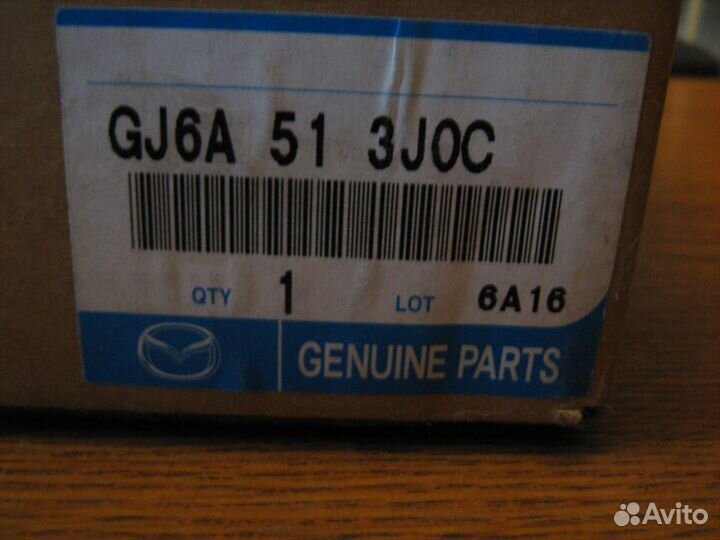 GJ6A 51 3J0C
QTY 1 LOT 6A16
GENUINE PARTS
Avito